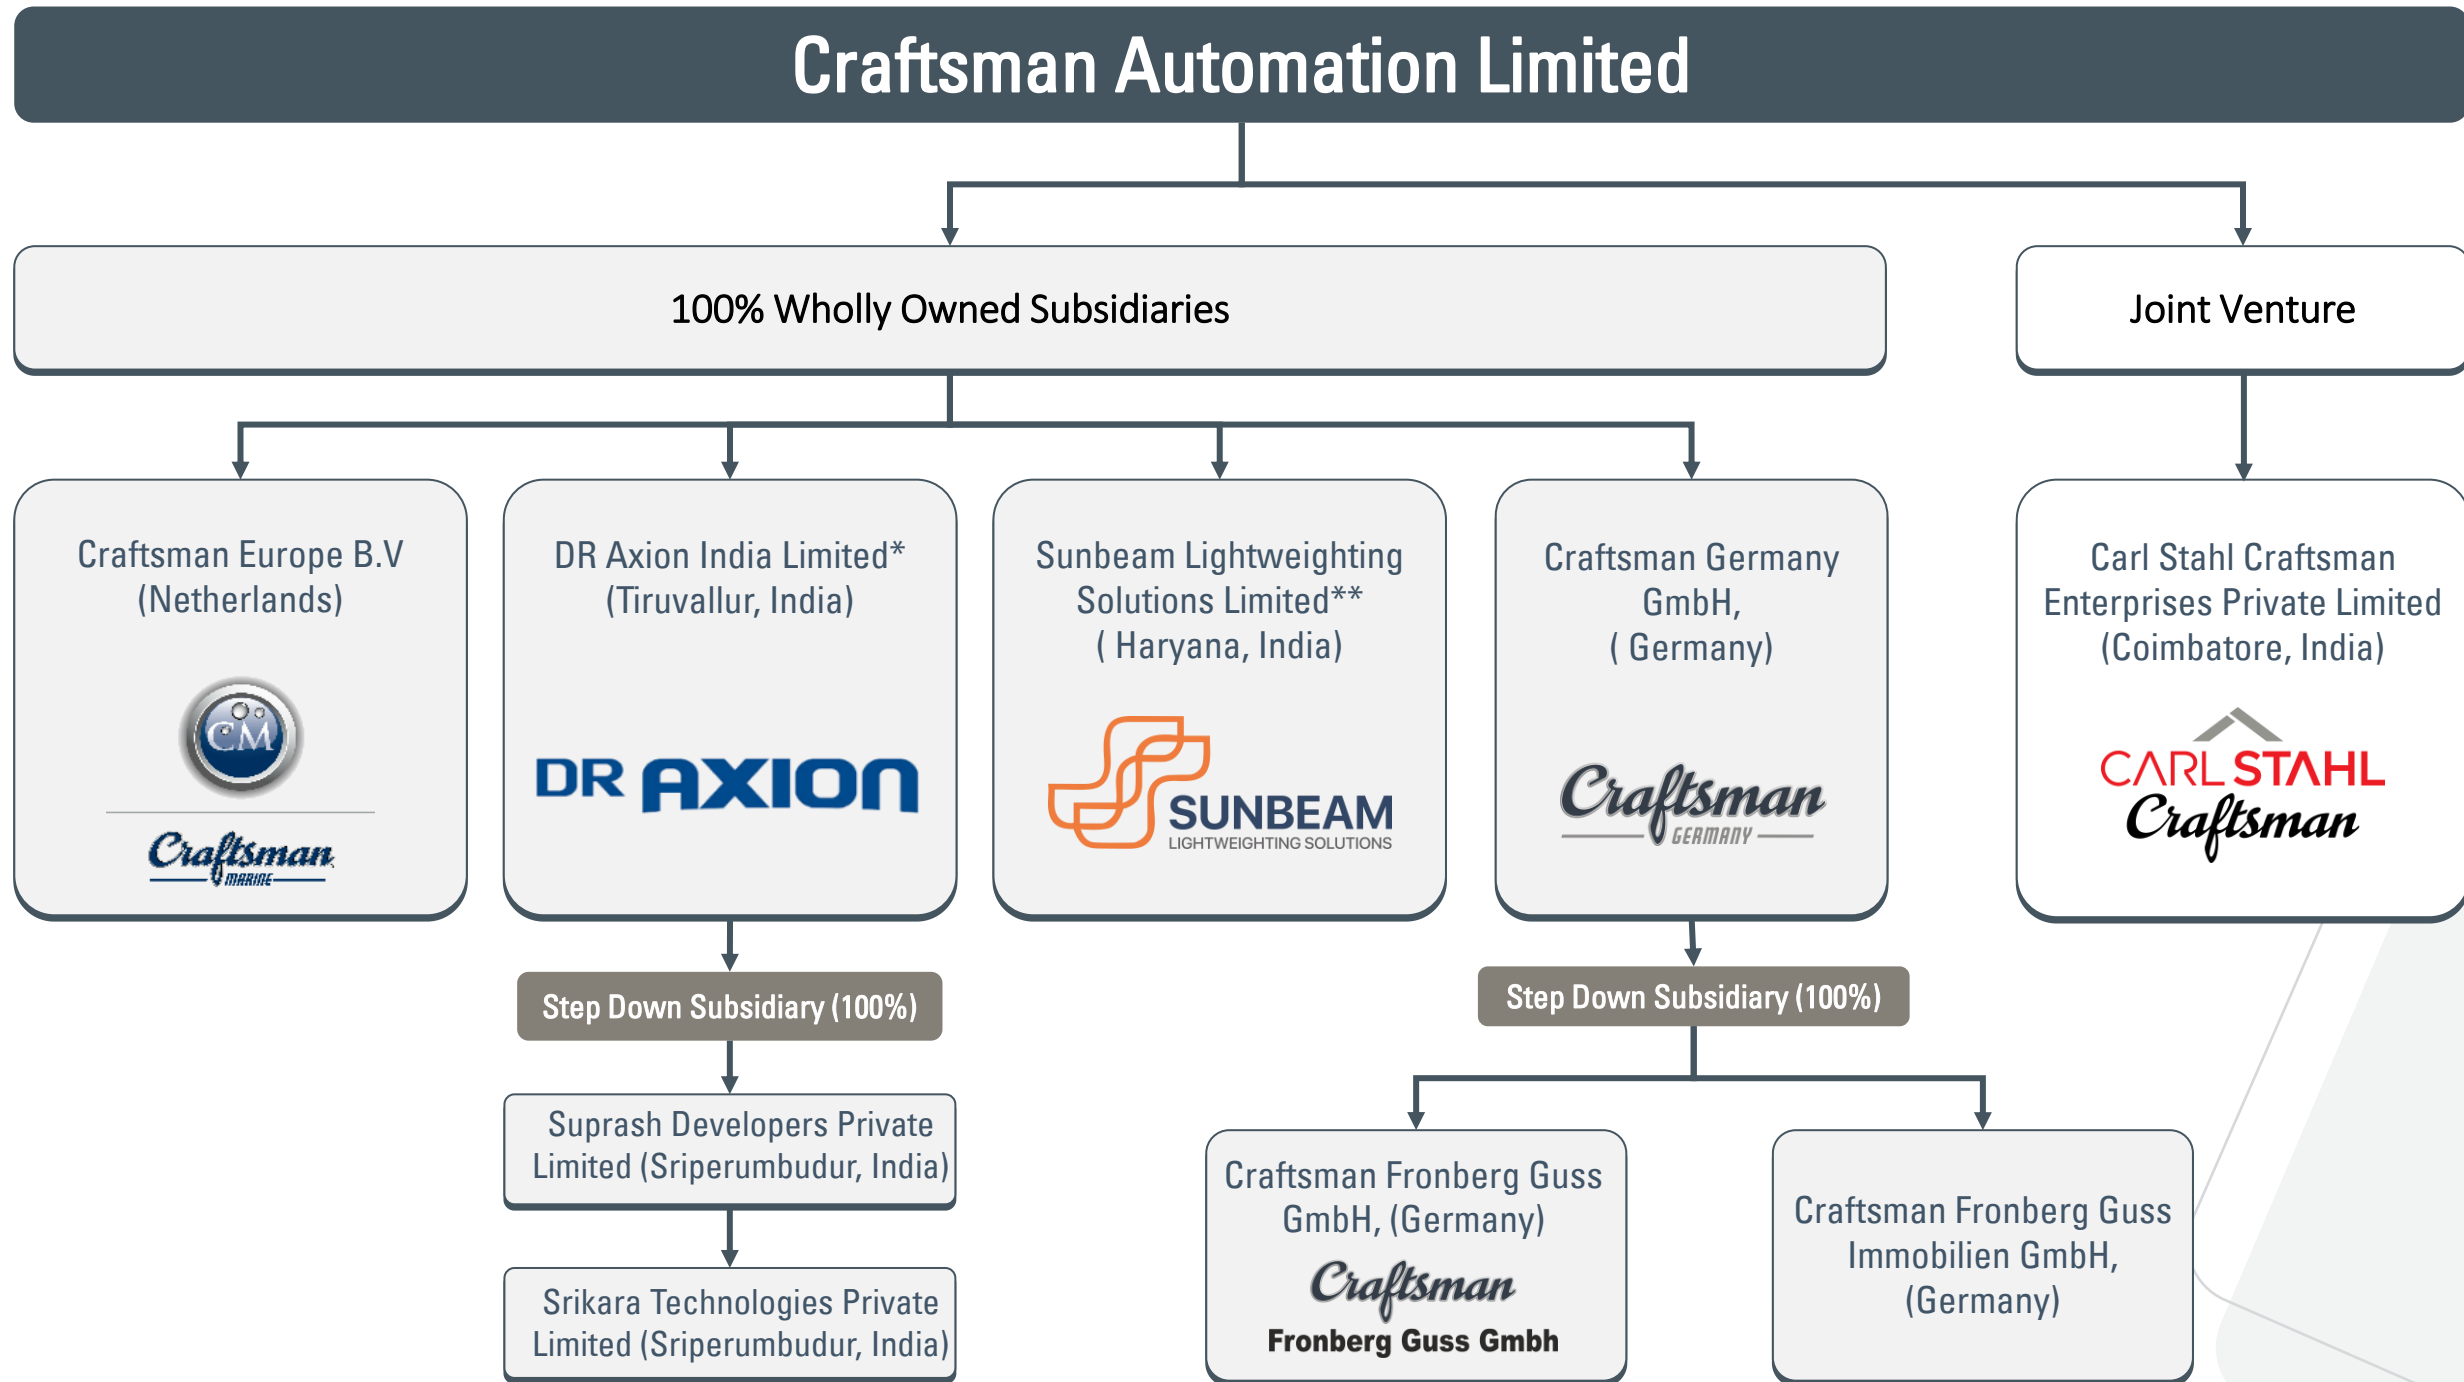 Craftsman Automation Limited
100% Wholly Owned Subsidiaries
Joint Venture
Craftsman Europe B.V
(Netherlands)
CM
Craftsman
MARINE
DR Axion India Limited*
(Tiruvallur, India)
DR AXION
Sunbeam Lightweighting
Solutions Limited**
( Haryana, India)
SUNBEAM
LIGHTWEIGHTING SOLUTIONS
Craftsman Germany
GmbH,
( Germany)
Craftsman
GERMANY
Carl Stahl Craftsman
Enterprises Private Limited
(Coimbatore, India)
CARL STAHL
Craftsman
Step Down Subsidiary (100%)
Suprash Developers Private
Limited (Sriperumbudur, India)
Srikara Technologies Private
Limited (Sriperumbudur, India)
Step Down Subsidiary (100%)
Craftsman Fronberg Guss
GmbH, (Germany)
Craftsman
Fronberg Guss Gmbh
Craftsman Fronberg Guss
Immobilien GmbH,
(Germany)